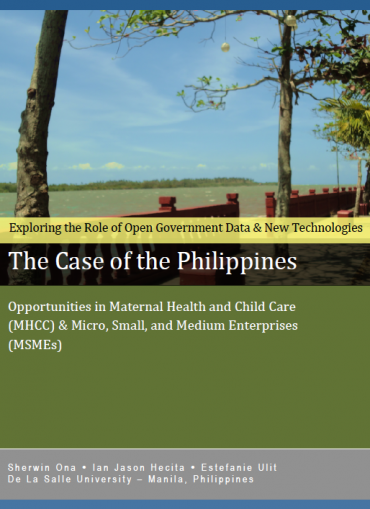 Exploring the Role of Open Government Data & New Technologies
The Case of the Philippines
Opportunities in Maternal Health and Child Care
(MHCC) & Micro, Small, and Medium Enterprises
(MSMEs)
Sherwin Ona • Ian Jason Hecita • Estefanie Ulit
De La Salle University – Manila, Philippines